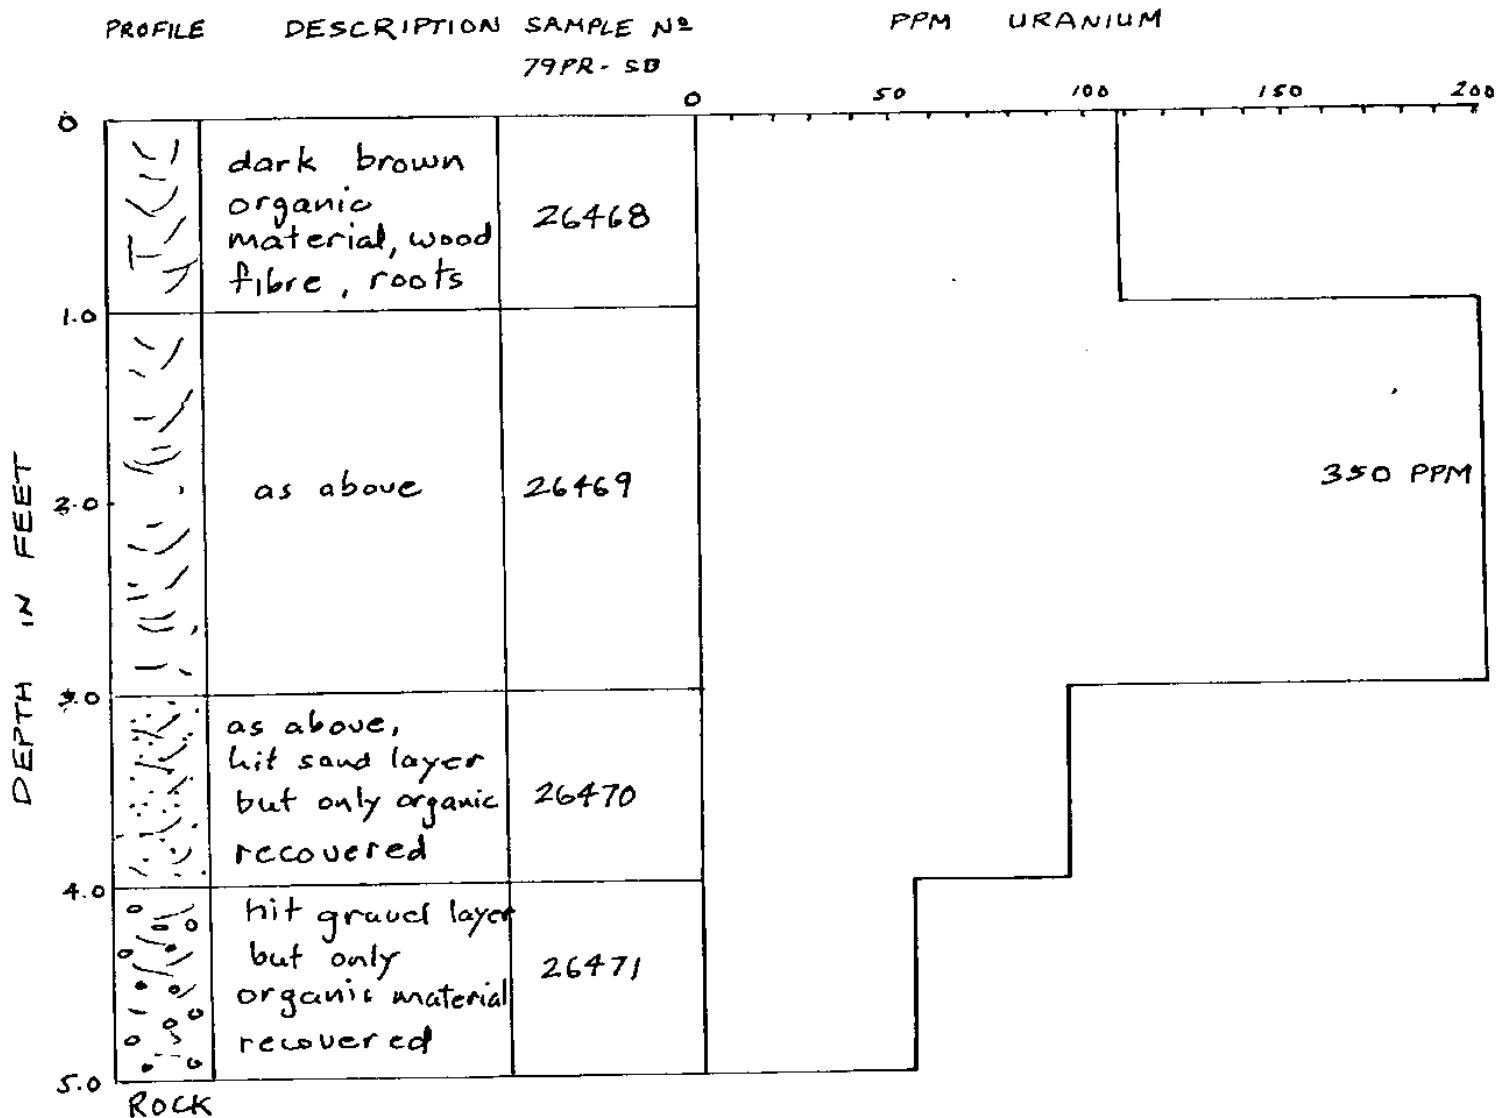 PROFILE DESCRIPTION SAMPLE Nº PPM URANIUM
79PR-SD
0 50 100 150 200
0
dark brown
organic
material, wood
fibre, roots
26468
1.0
as above
26469
350 PPM
2.0
DEPTH IN FEET
3.0
as above,
hit sand layer
but only organic
recovered
26470
4.0
hit gravel layer
but only
organic material
recovered
26471
5.0
ROCK